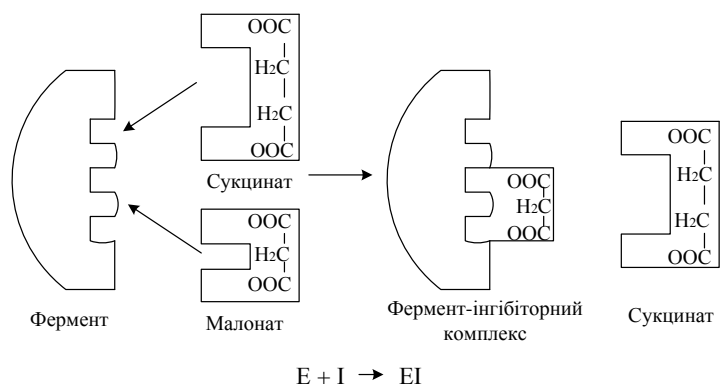 OOC
H2C
H2C
OOC
Сукцинат
OOC
H2C
OOC
Фермент
Малонат
OOC
H2C
OOC
Фермент-інгібіторний
комплекс
OOC
H2C
H2C
OOC
Сукцинат
E + I → EI